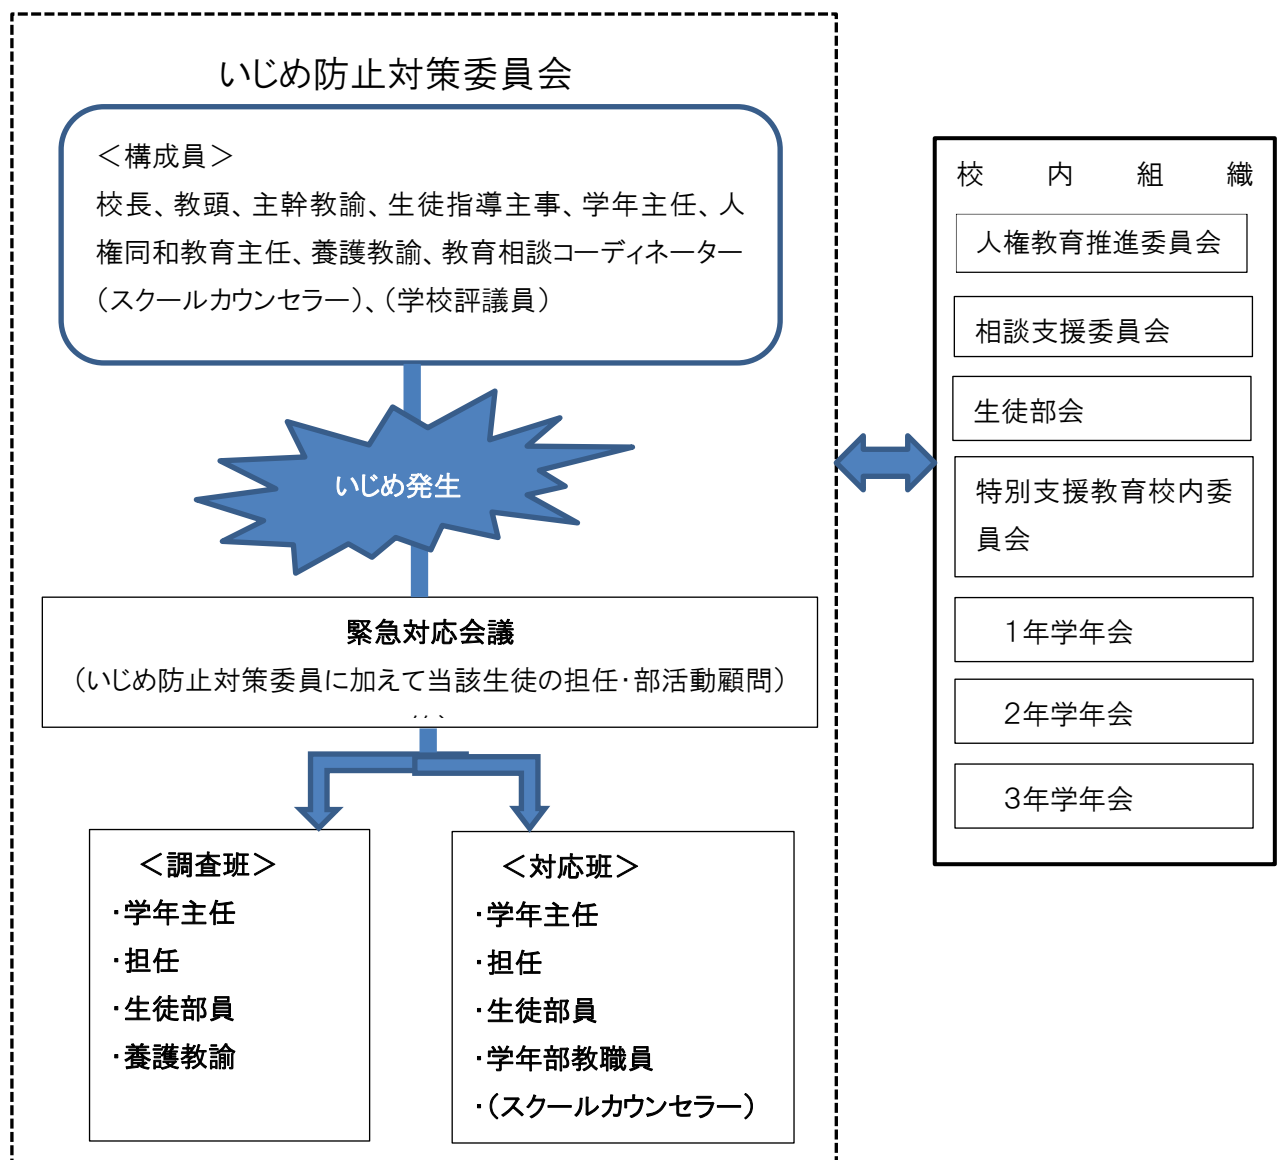 いじめ防止対策委員会
＜構成員＞
校長、教頭、主幹教諭、生徒指導主事、学年主任、人
権同和教育主任、養護教諭、教育相談コーディネーター
（スクールカウンセラー）、（学校評議員）
いじめ発生
緊急対応会議
（いじめ防止対策委員に加えて当該生徒の担任・部活動顧問）
＜調査班＞
・学年主任
・担任
・生徒部員
・養護教諭
＜対応班＞
・学年主任
・担任
・生徒部員
・学年部教職員
・（スクールカウンセラー）
校内組織
人権教育推進委員会
相談支援委員会
生徒部会
特別支援教育校内委
員会
1年学年会
2年学年会
3年学年会